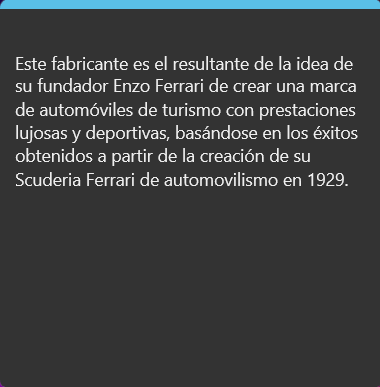 Este fabricante es el resultante de la idea de
su fundador Enzo Ferrari de crear una marca
de automóviles de turismo con prestaciones
lujosas y deportivas, basándose en los éxitos
obtenidos a partir de la creación de su
Scuderia Ferrari de automovilismo en 1929.